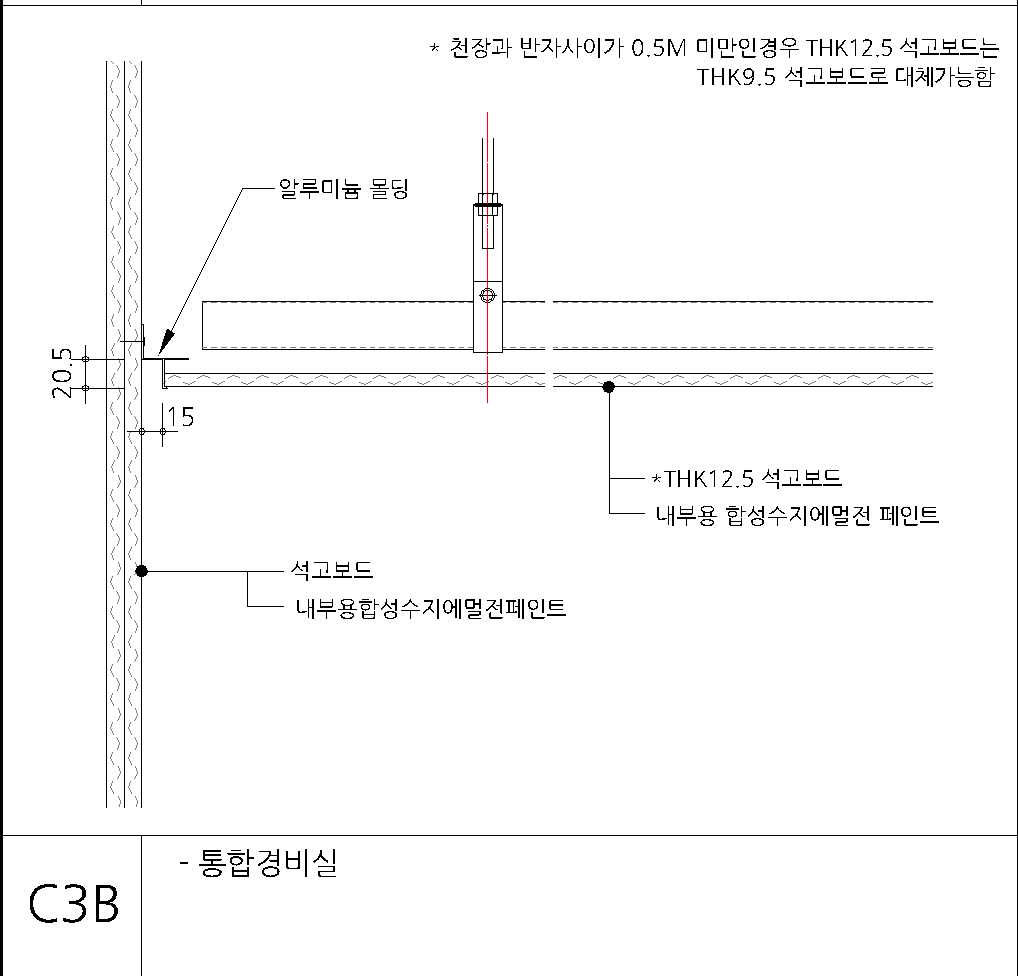 * 천장과 반자사이가 0.5M 미만인경우 THK12.5 석고보드는
THK9.5 석고보드로 대체가능함
알루미늄 몰딩
20.5
15
*THK12.5 석고보드
내부용 합성수지에멀전 페인트
석고보드
내부용합성수지에멀전페인트
- 통합경비실
C3B